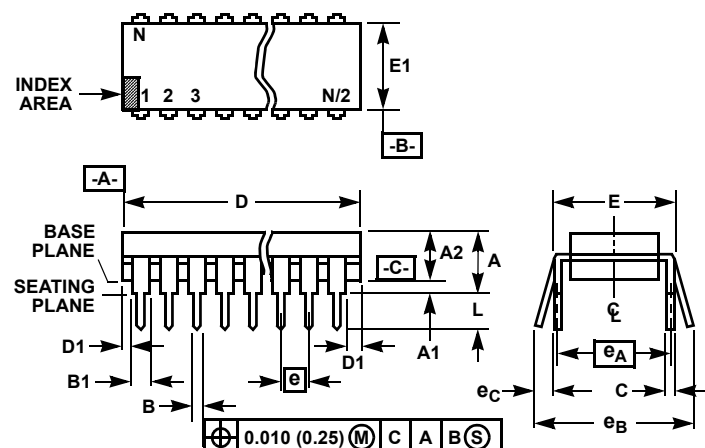 N
E1
INDEX
AREA
1 2 3 N/2
-B-
-A-
D
E
BASE
PLANE
A2
A
-C-
SEATING
PLANE
L
℄
D1
A1
D1
eA
B1
e
eC
C
B
eB
0.010 (0.25) Ⓜ C A B Ⓢ